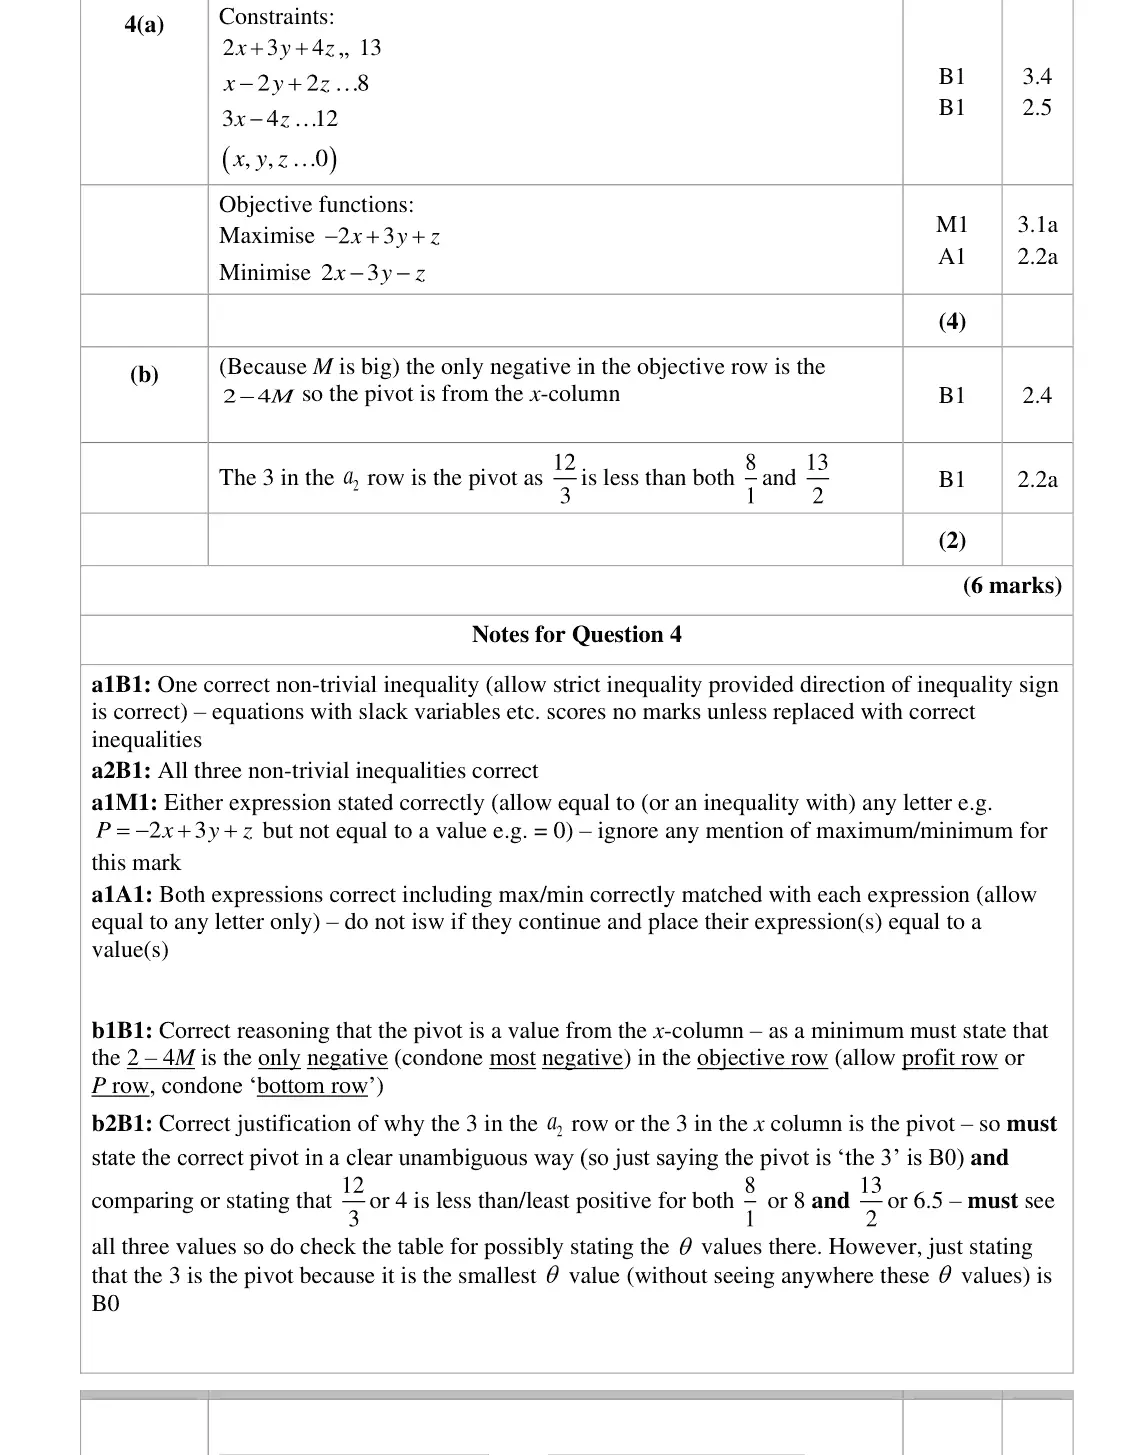 4(a)
Constraints:
2x+3y+4z,, 13
x−2y+2z…8
3x−4z…12
(x, y, z…0)
B1 3.4
B1 2.5
Objective functions:
Maximise −2x+3y+z
Minimise 2x−3y−z
M1 3.1a
A1 2.2a
(4)
(b)
(Because M is big) the only negative in the objective row is the
2−4M so the pivot is from the x-column
B1 2.4
The 3 in the a₂ row is the pivot as 12/3 is less than both 8/1 and 13/2
B1 2.2a
(2)
(6 marks)
Notes for Question 4
a1B1: One correct non-trivial inequality (allow strict inequality provided direction of inequality sign
is correct) – equations with slack variables etc. scores no marks unless replaced with correct
inequalities
a2B1: All three non-trivial inequalities correct
a1M1: Either expression stated correctly (allow equal to (or an inequality with) any letter e.g.
P=−2x+3y+z but not equal to a value e.g. = 0) – ignore any mention of maximum/minimum for
this mark
a1A1: Both expressions correct including max/min correctly matched with each expression (allow
equal to any letter only) – do not isw if they continue and place their expression(s) equal to a
value(s)
b1B1: Correct reasoning that the pivot is a value from the x-column – as a minimum must state that
the 2 – 4M is the only negative (condone most negative) in the objective row (allow profit row or
P row, condone ‘bottom row’)
b2B1: Correct justification of why the 3 in the a₂ row or the 3 in the x column is the pivot – so must
state the correct pivot in a clear unambiguous way (so just saying the pivot is ‘the 3’ is B0) and
comparing or stating that 12/3 or 4 is less than/least positive for both 8/1 or 8 and 13/2 or 6.5 – must see
all three values so do check the table for possibly stating the θ values there. However, just stating
that the 3 is the pivot because it is the smallest θ value (without seeing anywhere these θ values) is
B0